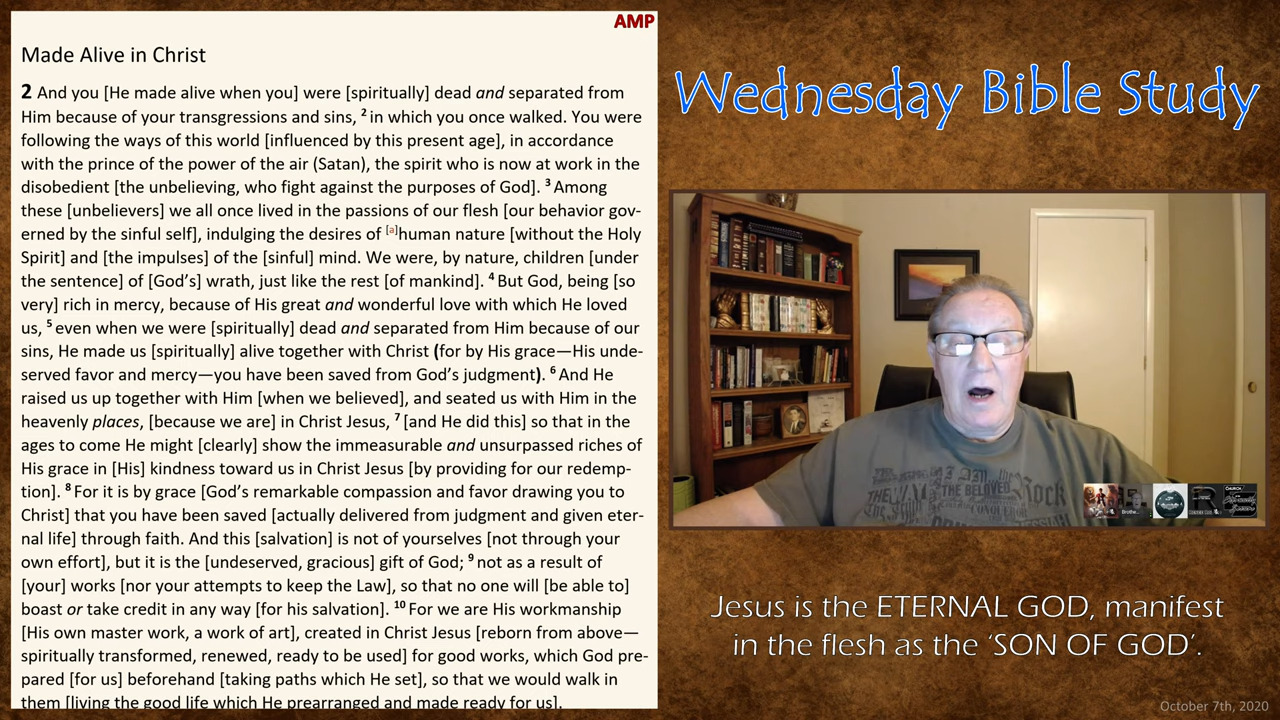 AMP
Made Alive in Christ
2 And you [He made alive when you] were [spiritually] dead and separated from
Him because of your transgressions and sins, 2 in which you once walked. You were
following the ways of this world [influenced by this present age], in accordance
with the prince of the power of the air (Satan), the spirit who is now at work in the
disobedient [the unbelieving, who fight against the purposes of God]. 3 Among
these [unbelievers] we all once lived in the passions of our flesh [our behavior gov-
erned by the sinful self], indulging the desires of [a]human nature [without the Holy
Spirit] and [the impulses] of the [sinful] mind. We were, by nature, children [under
the sentence] of [God's] wrath, just like the rest [of mankind]. 4 But God, being [so
very] rich in mercy, because of His great and wonderful love with which He loved
us, 5 even when we were [spiritually] dead and separated from Him because of our
sins, He made us [spiritually] alive together with Christ (for by His grace—His unde-
served favor and mercy—you have been saved from God's judgment). 6 And He
raised us up together with Him [when we believed], and seated us with Him in the
heavenly places, [because we are] in Christ Jesus, 7 [and He did this] so that in the
ages to come He might [clearly] show the immeasurable and unsurpassed riches of
His grace in [His] kindness toward us in Christ Jesus [by providing for our redemp-
tion]. 8 For it is by grace [God's remarkable compassion and favor drawing you to
Christ] that you have been saved [actually delivered from judgment and given eter-
nal life] through faith. And this [salvation] is not of yourselves [not through your
own effort], but it is the [undeserved, gracious] gift of God; 9 not as a result of
[your] works [nor your attempts to keep the Law], so that no one will [be able to]
boast or take credit in any way [for his salvation]. 10 For we are His workmanship
[His own master work, a work of art], created in Christ Jesus [reborn from above—
spiritually transformed, renewed, ready to be used] for good works, which God pre-
pared [for us] beforehand [taking paths which He set], so that we would walk in
them [living the good life which He prearranged and made ready for us].
Wednesday Bible Study
I AM
THE BELOVED
Rock
Brothe...
Jesus is the ETERNAL GOD, manifest
in the flesh as the ‘SON OF GOD’.
October 7th, 2020